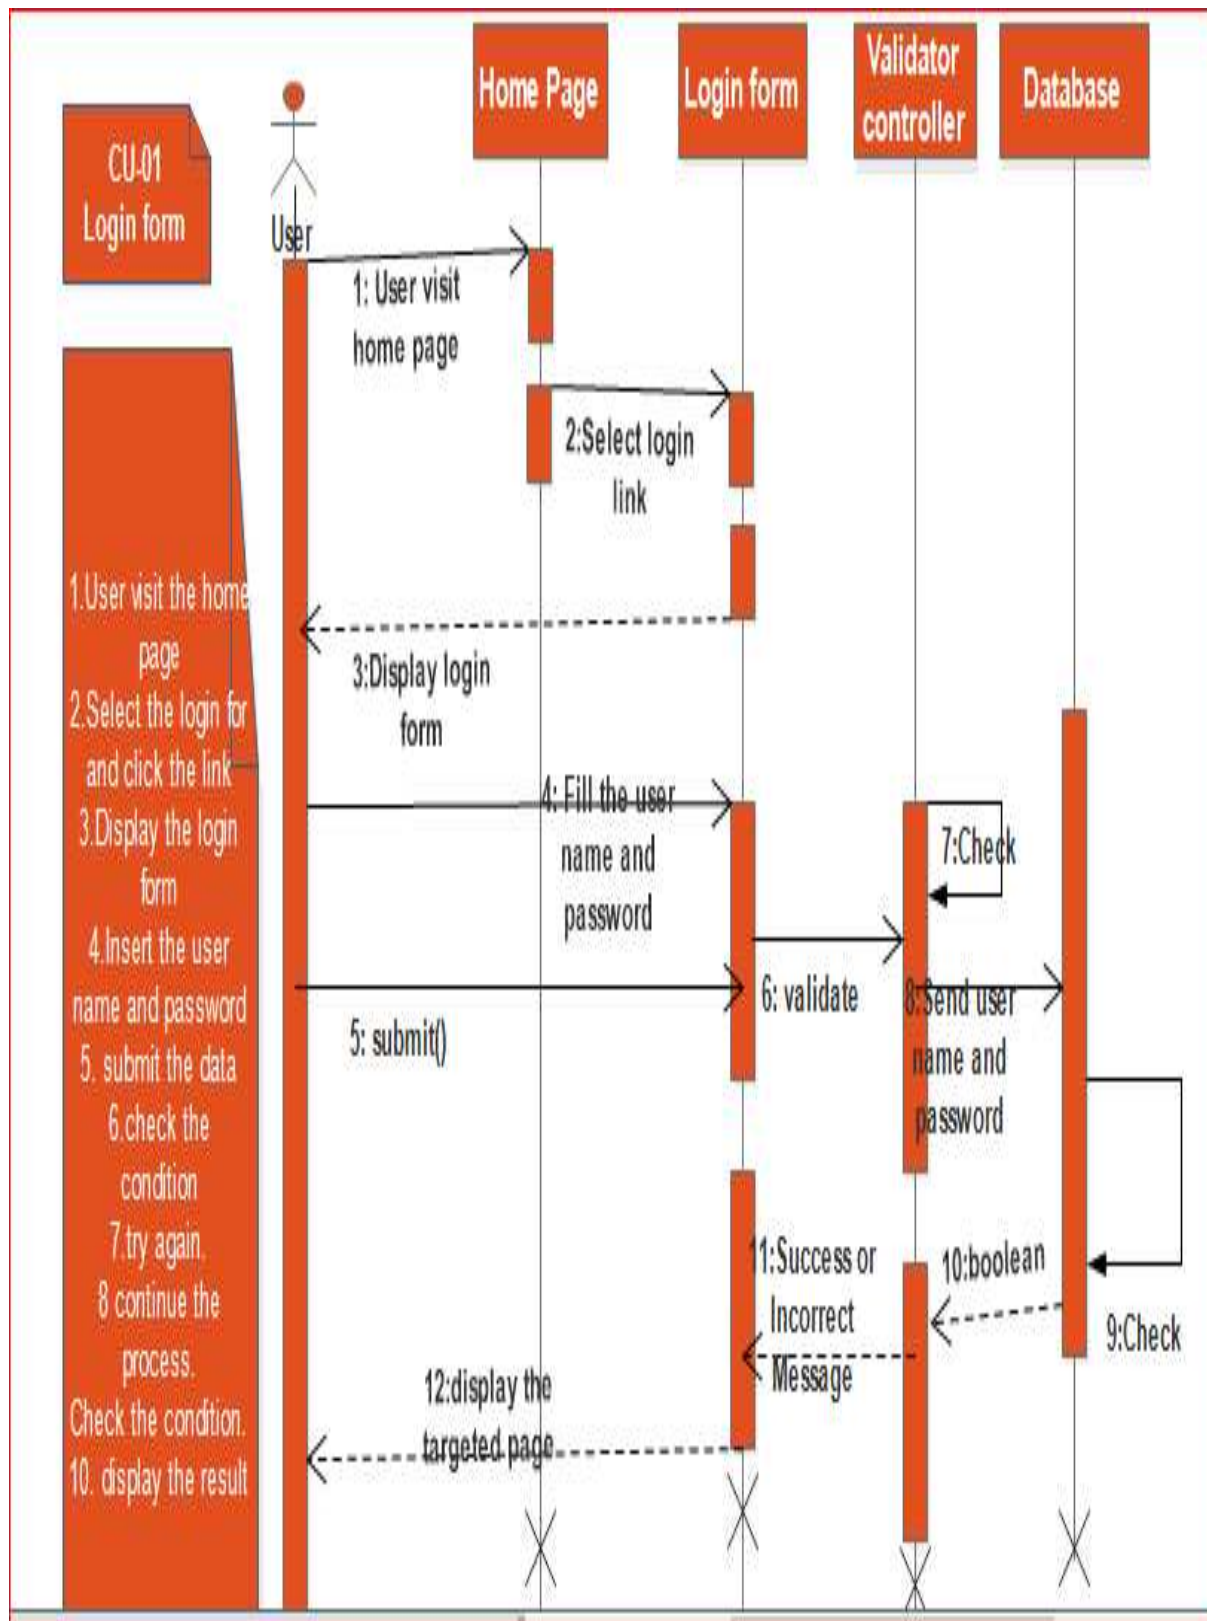 Home Page
Login form
Validator
controller
Database
CU-01
Login form
User
1: User visit
home page
2:Select login
link
3:Display login
form
4: Fill the user
name and
password
5: submit()
6: validate
7:Check
8:Send user
name and
password
9:Check
10:boolean
11:Success or
Incorrect
Message
12:display the
targeted page
1.User visit the home
page
2.Select the login for
and click the link
3.Display the login
form
4.Insert the user
name and password
5. submit the data
6.check the
condition
7.try again.
8 continue the
process.
Check the condition.
10. display the result